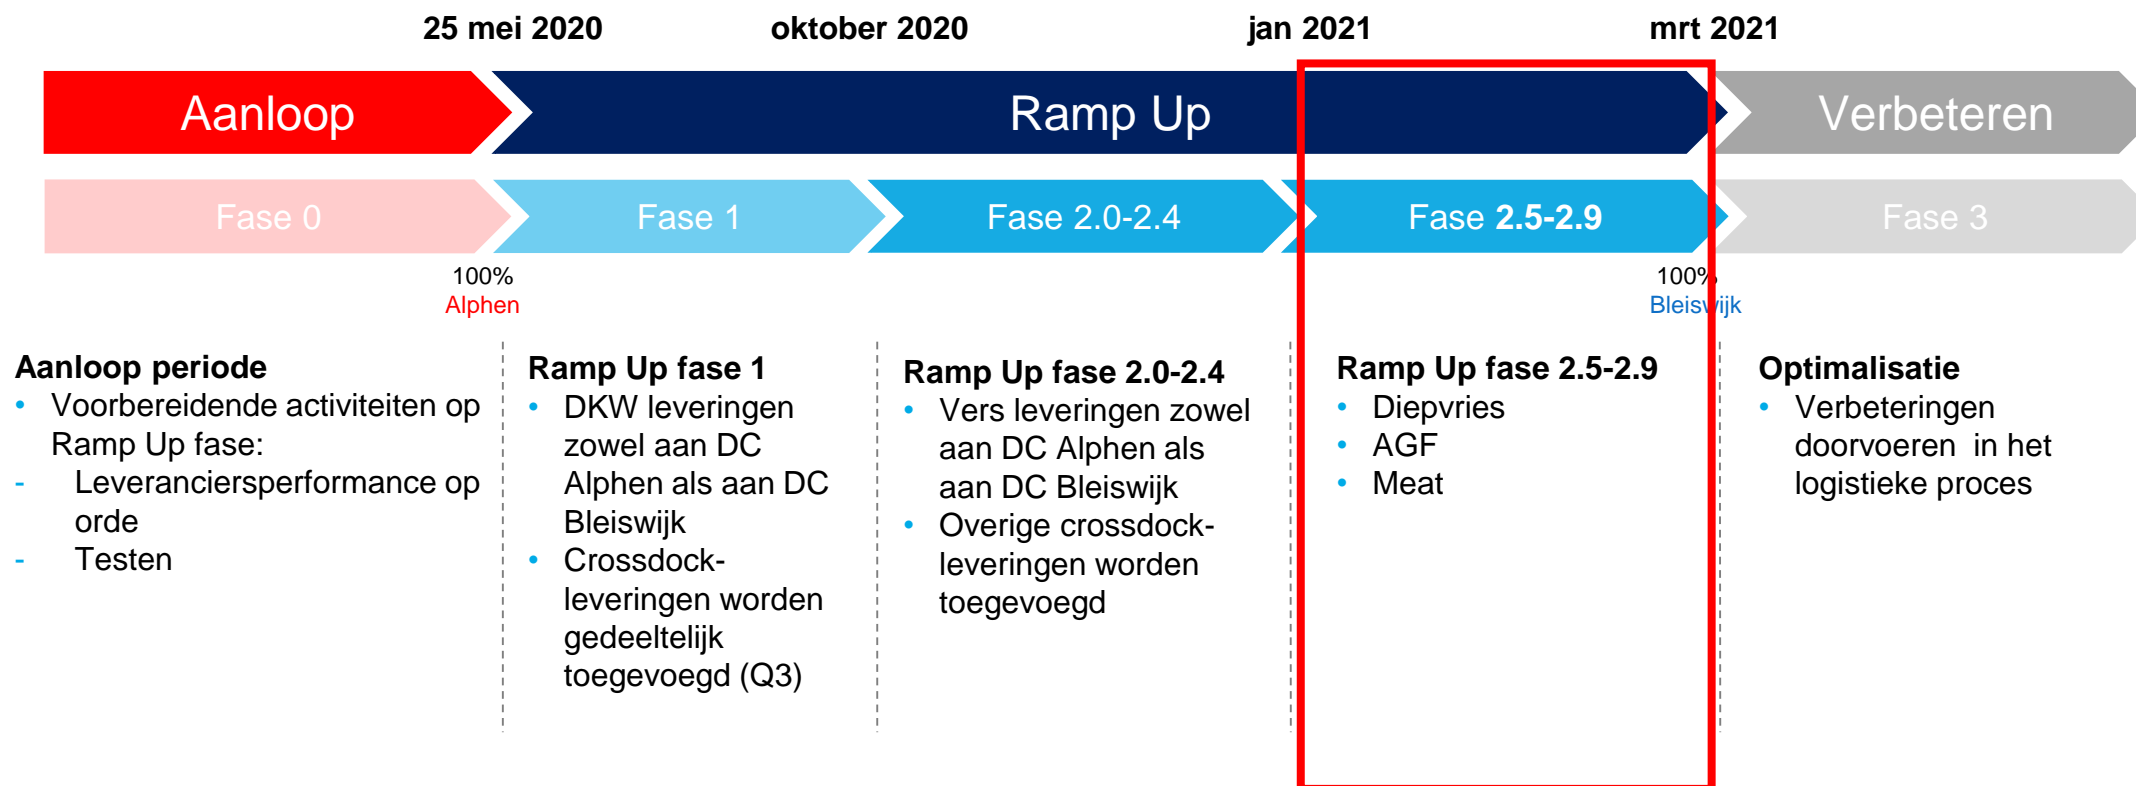 25 mei 2020
oktober 2020
jan 2021
mrt 2021
Aanloop
Ramp Up
Verbeteren
Fase 0
Fase 1
Fase 2.0-2.4
Fase 2.5-2.9
Fase 3
100%
Alphen
100%
Bleiswijk
Aanloop periode
• Voorbereidende activiteiten op
Ramp Up fase:
- Leveranciersperformance op
orde
- Testen
Ramp Up fase 1
• DKW leveringen
zowel aan DC
Alphen als aan DC
Bleiswijk
• Crossdock-
leveringen worden
gedeeltelijk
toegevoegd (Q3)
Ramp Up fase 2.0-2.4
• Vers leveringen zowel
aan DC Alphen als
aan DC Bleiswijk
• Overige crossdock-
leveringen worden
toegevoegd
Ramp Up fase 2.5-2.9
• Diepvries
• AGF
• Meat
Optimalisatie
• Verbeteringen
doorvoeren in het
logistieke proces